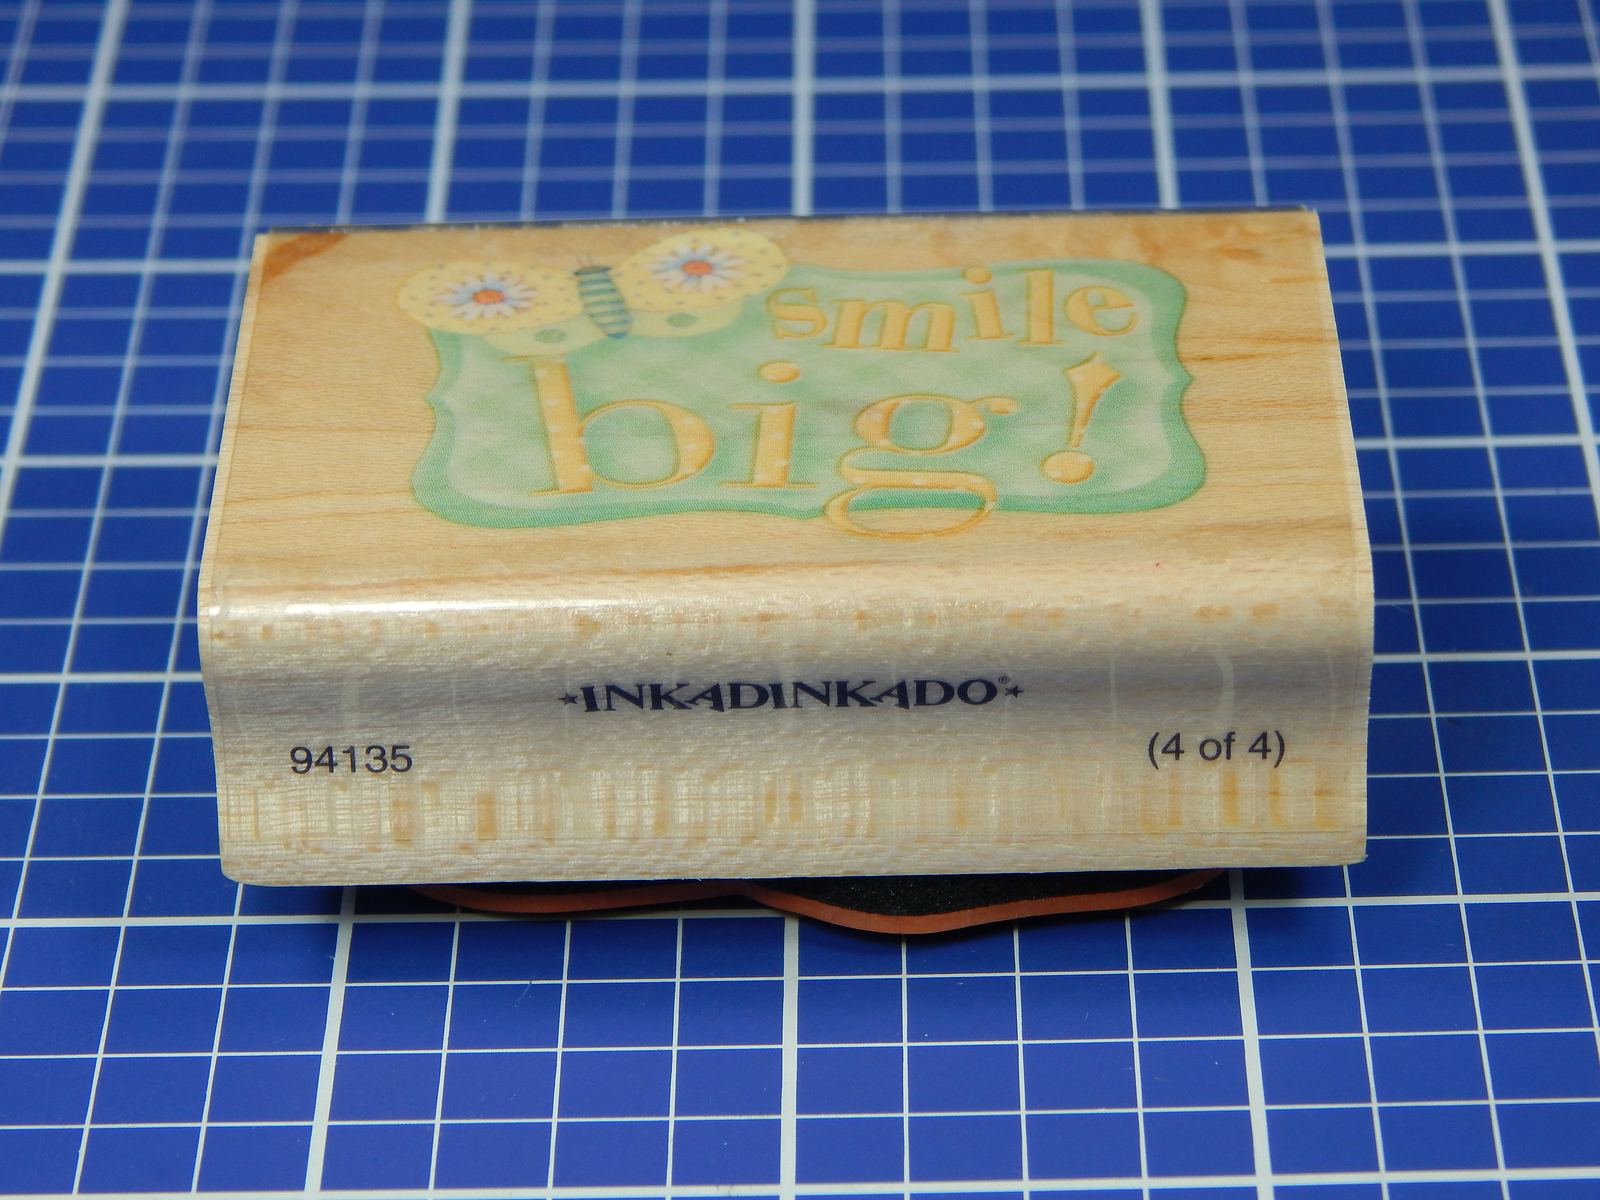 smile
big!
★INKADINKADO®★
94135
(4 of 4)